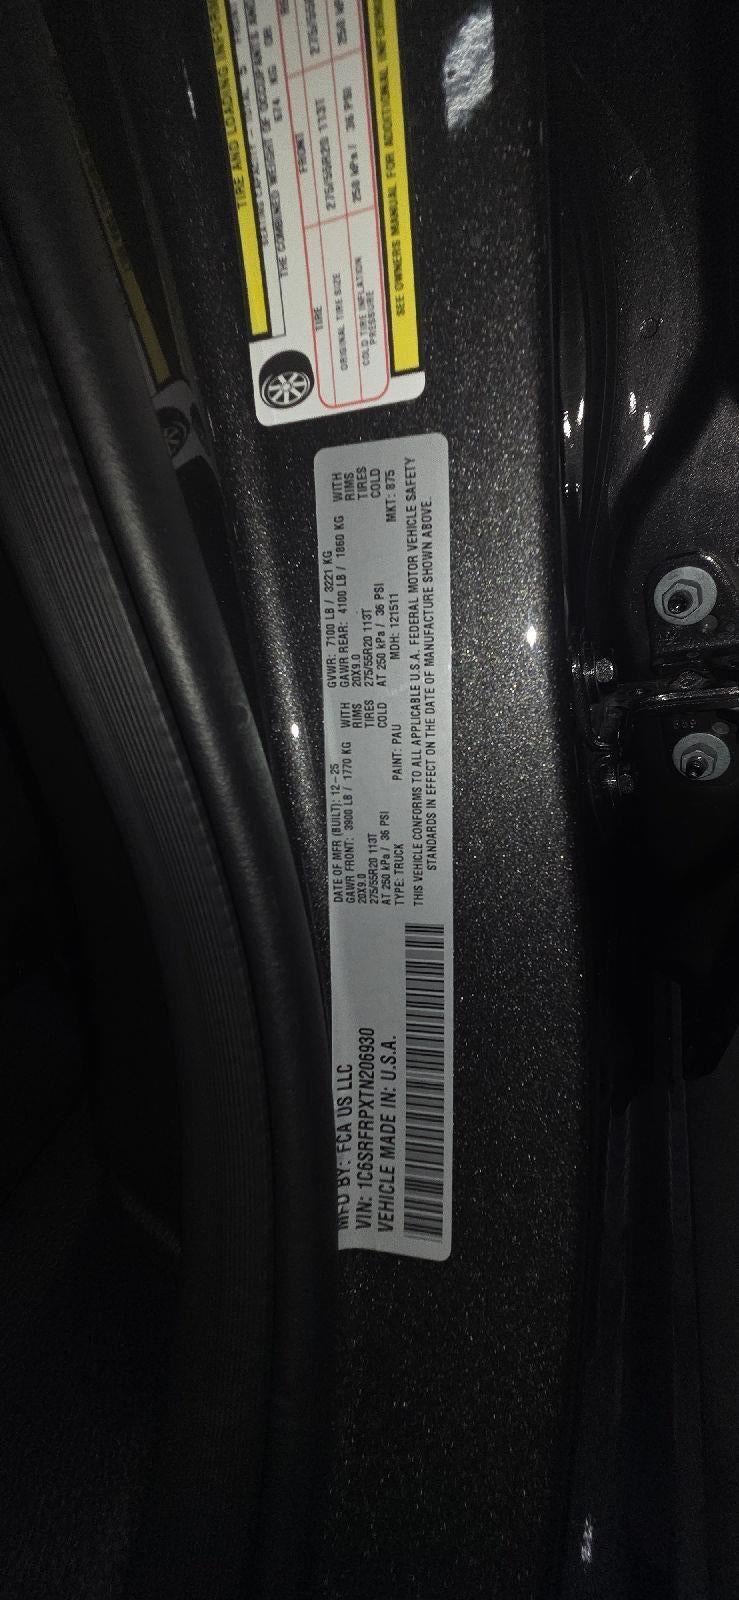 MFD BY: FCA US LLC
VIN: 1C6SRFRPXTN206930
VEHICLE MADE IN: U.S.A.
DATE OF MFR (BUILT): 12-25 GVWR: 7100 LB / 3221 KG
GAWR FRONT: 3900 LB / 1770 KG WITH GAWR REAR: 4100 LB / 1860 KG WITH
20X9.0 RIMS 20X9.0 RIMS
275/55R20 113T TIRES 275/55R20 113T TIRES
AT 250 kPa / 36 PSI COLD AT 250 kPa / 36 PSI COLD
TYPE: TRUCK PAINT: PAU MDH: 121511 MKT: 875
THIS VEHICLE CONFORMS TO ALL APPLICABLE U.S.A. FEDERAL MOTOR VEHICLE SAFETY
STANDARDS IN EFFECT ON THE DATE OF MANUFACTURE SHOWN ABOVE.
TIRE AND LOADING
SEATING CAPACITY
THE COMBINED WEIGHT OF OCCUPANTS
674 KG OR
TIRE FRONT
ORIGINAL TIRE SIZE 275/55R20 113T 275/55R
COLD TIRE INFLATION 250 kPa / 36 PSI 250
PRESSURE
SEE OWNERS MANUAL FOR ADDITIONAL